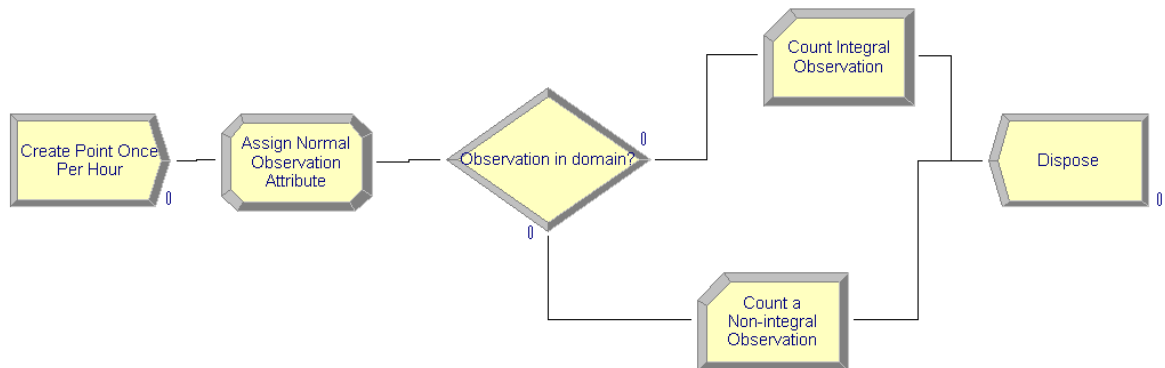 Create Point Once
Per Hour
0
Assign Normal
Observation
Attribute
Observation in domain?
0
0
Count Integral
Observation
Count a
Non-integral
Observation
Dispose
0